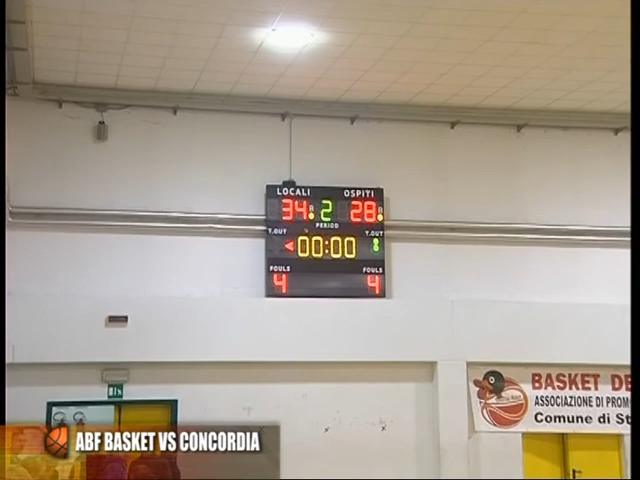 LOCALI OSPITI
34 R 2 28 R
PERIOD
T.OUT T.OUT
00:00
FOULS FOULS
4 4
BASKET DE
ASSOCIAZIONE DI PROM
Comune di St
ABF BASKET VS CONCORDIA